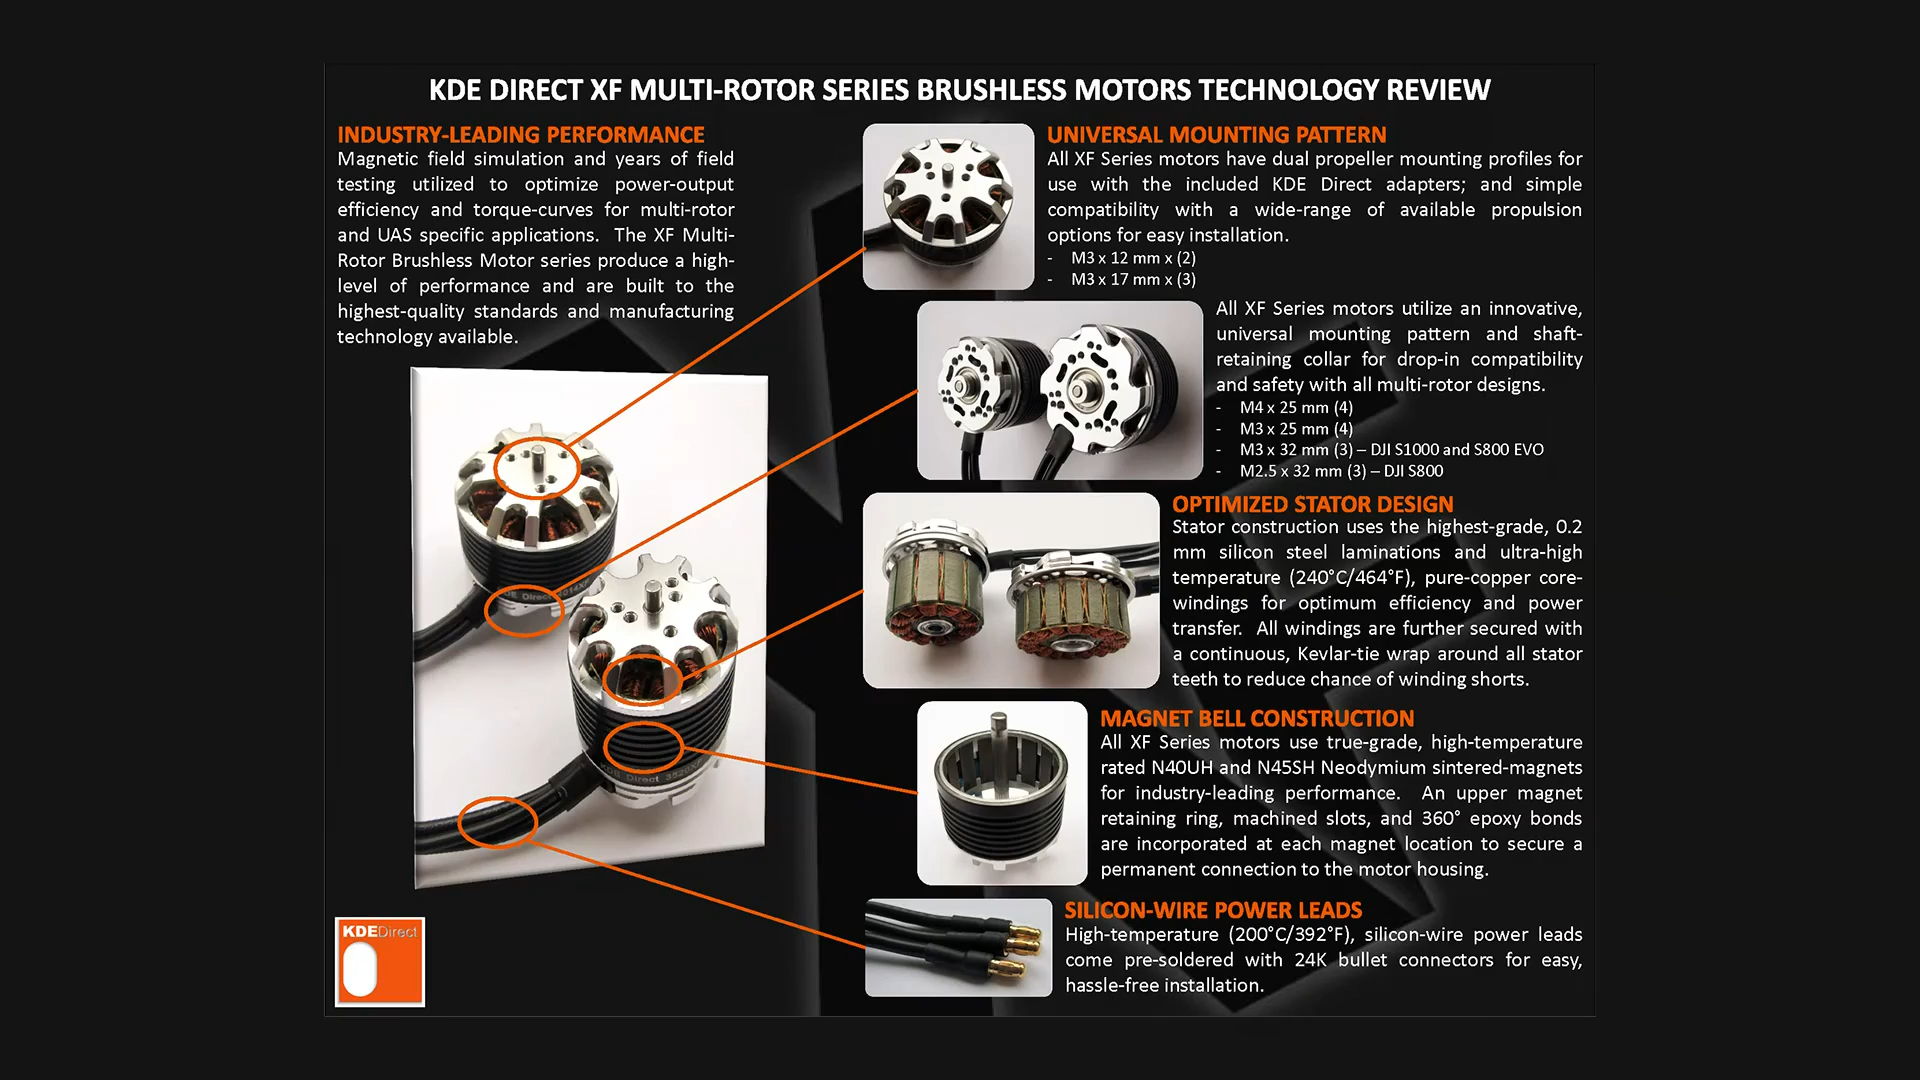 KDE DIRECT XF MULTI-ROTOR SERIES BRUSHLESS MOTORS TECHNOLOGY REVIEW
INDUSTRY-LEADING PERFORMANCE
Magnetic field simulation and years of field
testing utilized to optimize power-output
efficiency and torque-curves for multi-rotor
and UAS specific applications. The XF Multi-
Rotor Brushless Motor series produce a high-
level of performance and are built to the
highest-quality standards and manufacturing
technology available.
UNIVERSAL MOUNTING PATTERN
All XF Series motors have dual propeller mounting profiles for
use with the included KDE Direct adapters; and simple
compatibility with a wide-range of available propulsion
options for easy installation.
- M3 x 12 mm x (2)
- M3 x 17 mm x (3)
All XF Series motors utilize an innovative,
universal mounting pattern and shaft-
retaining collar for drop-in compatibility
and safety with all multi-rotor designs.
- M4 x 25 mm (4)
- M3 x 25 mm (4)
- M3 x 32 mm (3) – DJI S1000 and S800 EVO
- M2.5 x 32 mm (3) – DJI S800
OPTIMIZED STATOR DESIGN
Stator construction uses the highest-grade, 0.2
mm silicon steel laminations and ultra-high
temperature (240°C/464°F), pure-copper core-
windings for optimum efficiency and power
transfer. All windings are further secured with
a continuous, Kevlar-tie wrap around all stator
teeth to reduce chance of winding shorts.
MAGNET BELL CONSTRUCTION
All XF Series motors use true-grade, high-temperature
rated N40UH and N45SH Neodymium sintered-magnets
for industry-leading performance. An upper magnet
retaining ring, machined slots, and 360° epoxy bonds
are incorporated at each magnet location to secure a
permanent connection to the motor housing.
SILICON-WIRE POWER LEADS
High-temperature (200°C/392°F), silicon-wire power leads
come pre-soldered with 24K bullet connectors for easy,
hassle-free installation.
KDE Direct
KDE Direct
KDEDirect